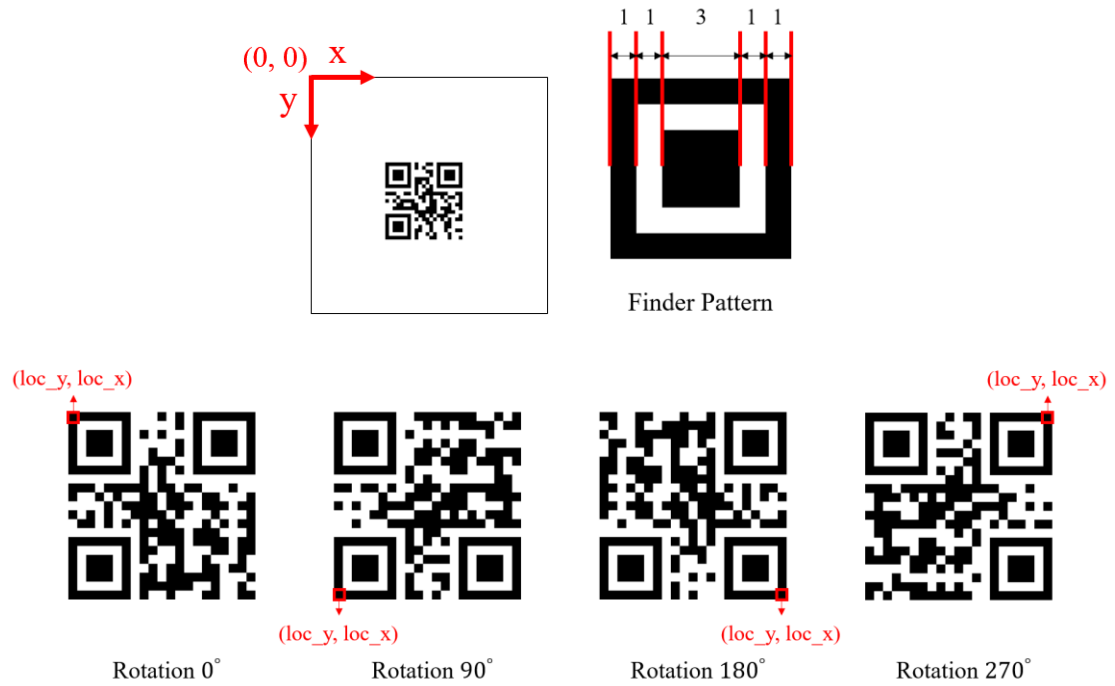 1 1 3 1 1
(0, 0) x
y
Finder Pattern
(loc_y, loc_x)
(loc_y, loc_x)
(loc_y, loc_x)
(loc_y, loc_x)
Rotation 0° Rotation 90° Rotation 180° Rotation 270°